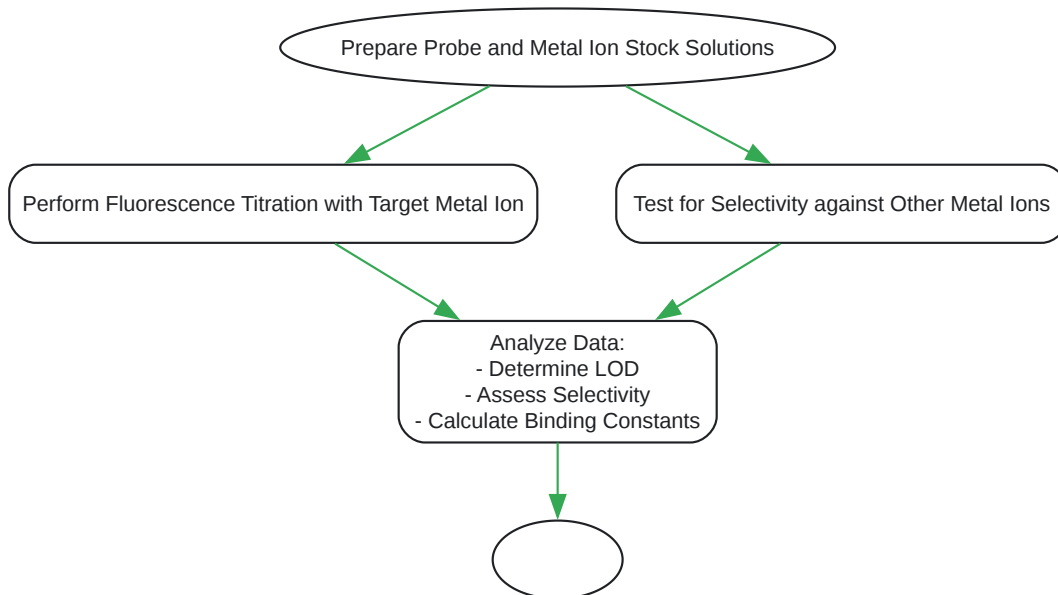 Prepare Probe and Metal Ion Stock Solutions
Perform Fluorescence Titration with Target Metal Ion
Test for Selectivity against Other Metal Ions
Analyze Data:
- Determine LOD
- Assess Selectivity
- Calculate Binding Constants